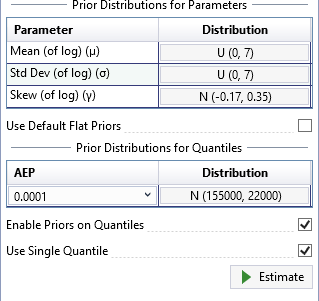 Prior Distributions for Parameters
Parameter Distribution
Mean (of log) (µ) U (0, 7)
Std Dev (of log) (σ) U (0, 7)
Skew (of log) (γ) N (-0.17, 0.35)
Use Default Flat Priors
Prior Distributions for Quantiles
AEP Distribution
0.0001 N (155000, 22000)
Enable Priors on Quantiles
Use Single Quantile
Estimate